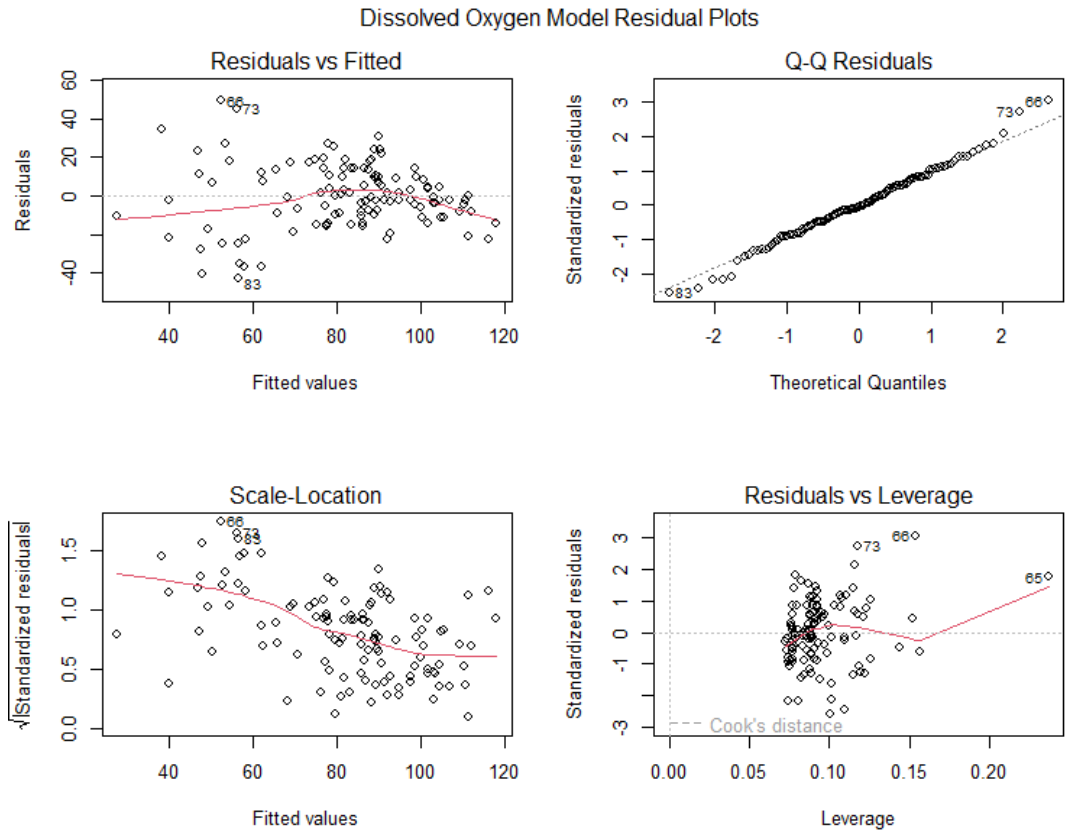 Dissolved Oxygen Model Residual Plots
Residuals vs Fitted
Residuals
60
40
20
0
-40
66
73
83
40 60 80 100 120
Fitted values
Q-Q Residuals
Standardized residuals
3
2
1
0
-1
-2
73
66
83
-2 -1 0 1 2
Theoretical Quantiles
Scale-Location
√|Standardized residuals|
1.5
1.0
0.5
0.0
66
73
83
40 60 80 100 120
Fitted values
Residuals vs Leverage
Standardized residuals
3
2
1
0
-1
-3
73
66
65
Cook's distance
0.00 0.05 0.10 0.15 0.20
Leverage